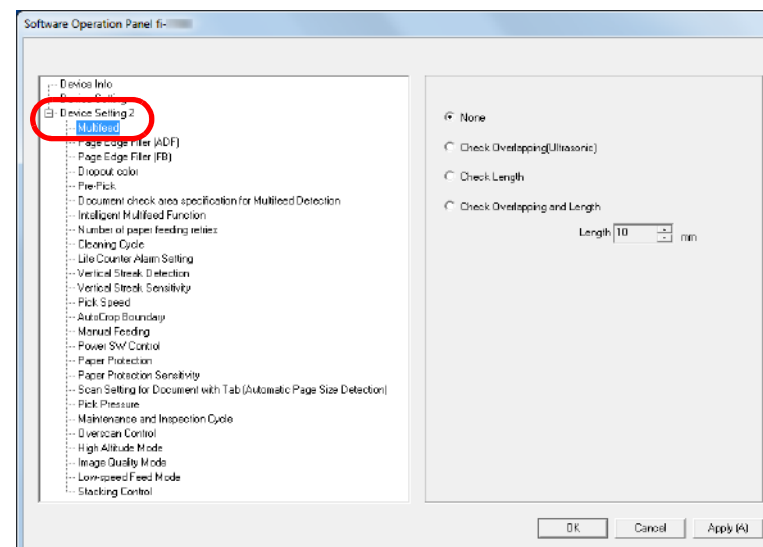 Software Operation Panel fi-
Device Info
Device Setting 2
Multifeed
Page Edge Filler (ADF)
Page Edge Filler (FB)
Dropout color
Pre-Pick
Document check area specification for Multifeed Detection
Intelligent Multifeed Function
Number of paper feeding retries
Cleaning Cycle
Life Counter Alarm Setting
Vertical Streak Detection
Vertical Streak Sensitivity
Pick Speed
AutoCrop Boundary
Manual Feeding
Power SW Control
Paper Protection
Paper Protection Sensitivity
Scan Setting for Document with Tab (Automatic Page Size Detection)
Pick Pressure
Maintenance and Inspection Cycle
Overscan Control
High Altitude Mode
Image Quality Mode
Low-speed Feed Mode
Stacking Control
None
Check Overlapping(Ultrasonic)
Check Length
Check Overlapping and Length
Length 10 mm
OK Cancel Apply (A)